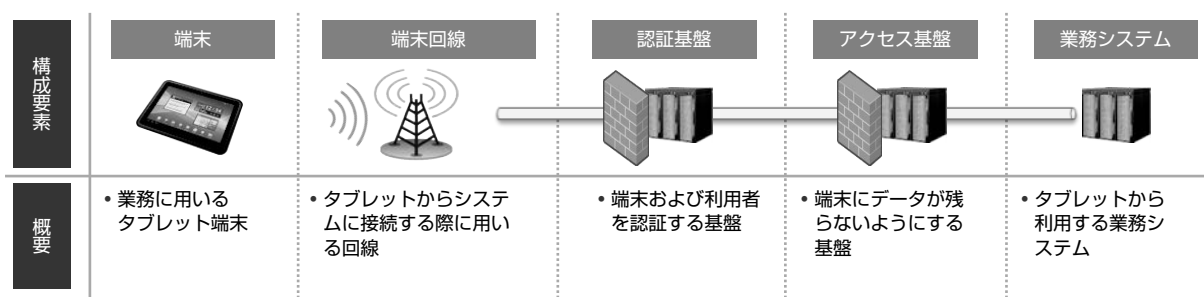 構成要素
端末
端末回線
認証基盤
アクセス基盤
業務システム
概要
• 業務に用いる
タブレット端末
• タブレットからシステ
ムに接続する際に用い
る回線
• 端末および利用者
を認証する基盤
• 端末にデータが残
らないようにする
基盤
• タブレットから
利用する業務シ
ステム